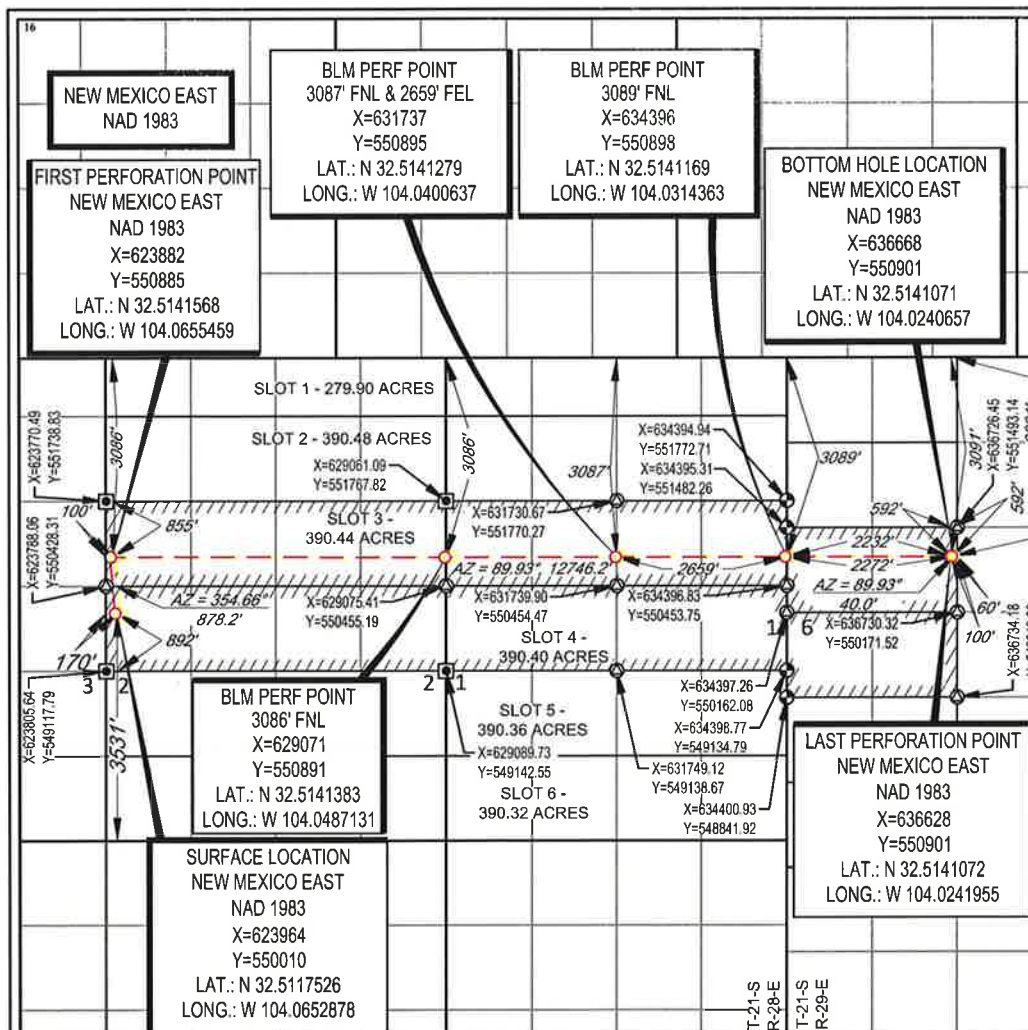 16
NEW MEXICO EAST
NAD 1983
BLM PERF POINT
3087' FNL & 2659' FEL
X=631737
Y=550895
LAT.: N 32.5141279
LONG.: W 104.0400637
BLM PERF POINT
3089' FNL
X=634396
Y=550898
LAT.: N 32.5141169
LONG.: W 104.0314363
FIRST PERFORATION POINT
NEW MEXICO EAST
NAD 1983
X=623882
Y=550885
LAT.: N 32.5141568
LONG.: W 104.0655459
BOTTOM HOLE LOCATION
NEW MEXICO EAST
NAD 1983
X=636668
Y=550901
LAT.: N 32.5141071
LONG.: W 104.0240657
SLOT 1 - 279.90 ACRES
SLOT 2 - 390.48 ACRES
X=623770.49
Y=551738.83
3086'
X=629061.09
Y=551767.82
3086'
3087'
X=634394.94
Y=551772.71
X=634395.31
Y=551482.26
3089'
3091'
X=636726.45
Y=551493.14
592'
592'
100'
855'
SLOT 3 -
390.44 ACRES
X=631730.67
Y=551770.27
X=623788.06
Y=550428.31
AZ = 89.93° 12746.2'
2659'
2232'
2272'
AZ = 89.93°
40.0'
60'
100'
AZ = 354.66°
878.2'
X=629075.41
Y=550455.19
X=631739.90
Y=550454.47
X=634396.83
Y=550453.75
1 6
X=636730.32
Y=550171.52
X=636734.18
170'
892'
SLOT 4 -
390.40 ACRES
3 2
2 1
X=623805.64
Y=549117.79
3531'
X=634397.26
Y=550162.08
X=634398.77
Y=549134.79
BLM PERF POINT
3086' FNL
X=629071
Y=550891
LAT.: N 32.5141383
LONG.: W 104.0487131
SLOT 5 -
390.36 ACRES
X=629089.73
Y=549142.55
SLOT 6 -
390.32 ACRES
X=631749.12
Y=549138.67
X=634400.93
Y=548841.92
LAST PERFORATION POINT
NEW MEXICO EAST
NAD 1983
X=636628
Y=550901
LAT.: N 32.5141072
LONG.: W 104.0241955
SURFACE LOCATION
NEW MEXICO EAST
NAD 1983
X=623964
Y=550010
LAT.: N 32.5117526
LONG.: W 104.0652878
T-21-S
R-28-E
T-21-S
R-29-E